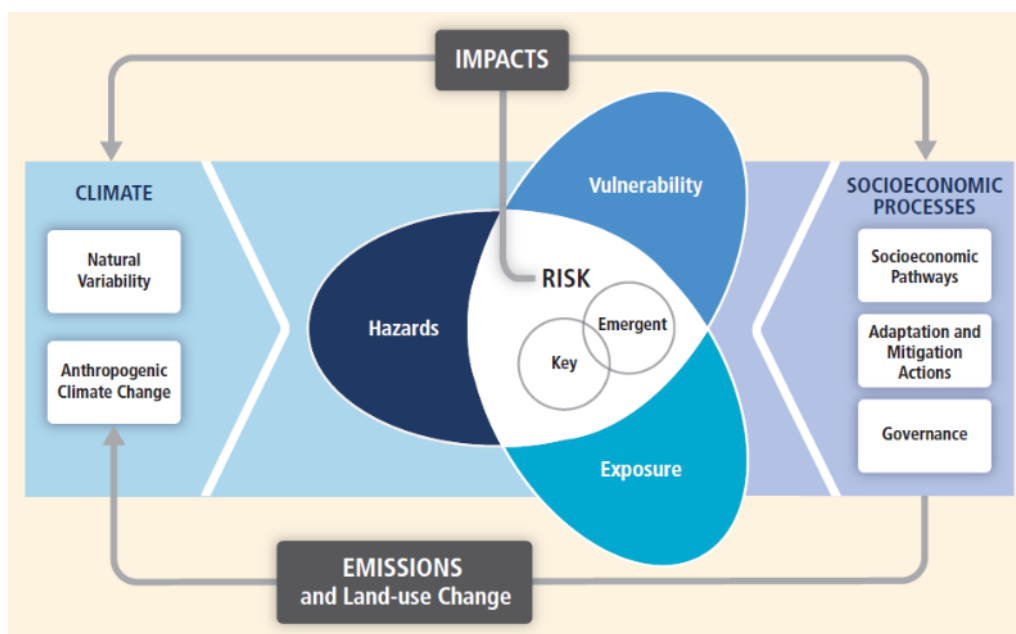 IMPACTS
CLIMATE
Natural
Variability
Anthropogenic
Climate Change
Vulnerability
Hazards
RISK
Emergent
Key
Exposure
SOCIOECONOMIC
PROCESSES
Socioeconomic
Pathways
Adaptation and
Mitigation
Actions
Governance
EMISSIONS
and Land-use Change